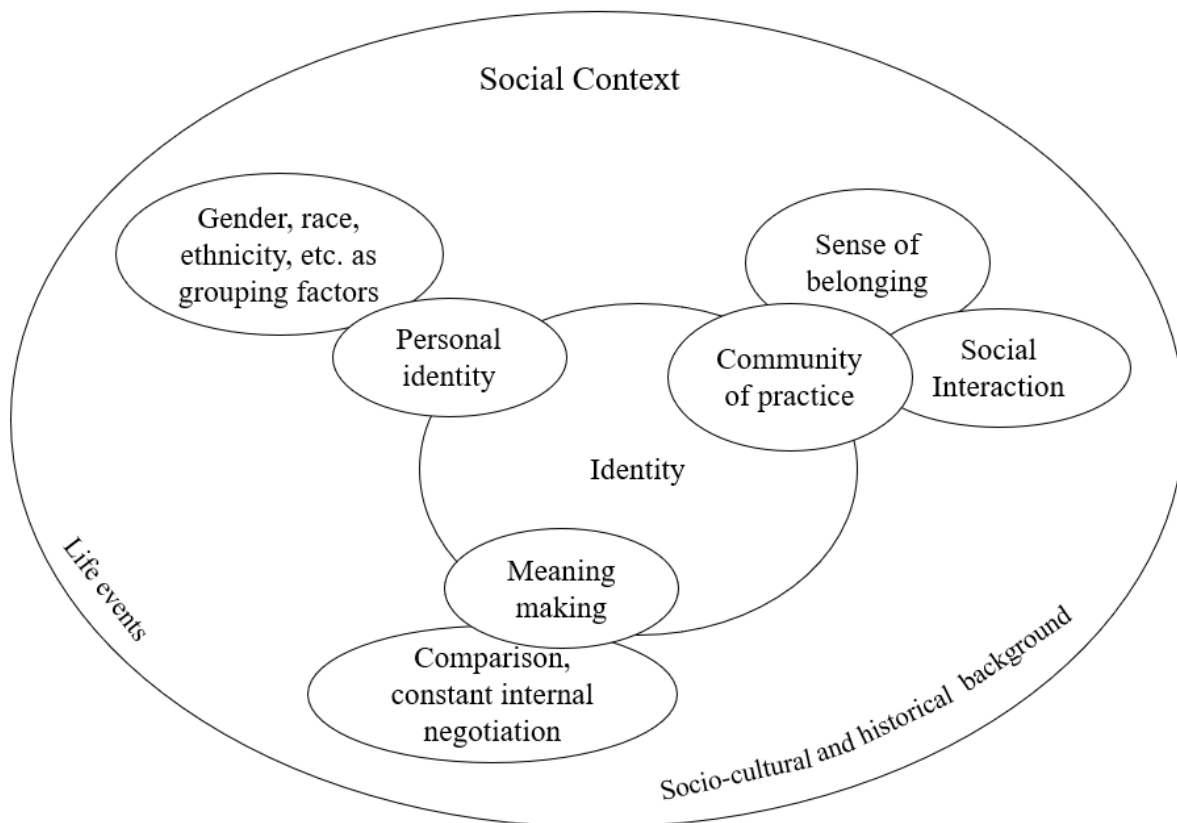 Social Context
Gender, race,
ethnicity, etc. as
grouping factors
Sense of
belonging
Personal
identity
Community
of practice
Social
Interaction
Identity
Meaning
making
Life events
Comparison,
constant internal
negotiation
Socio-cultural and historical background